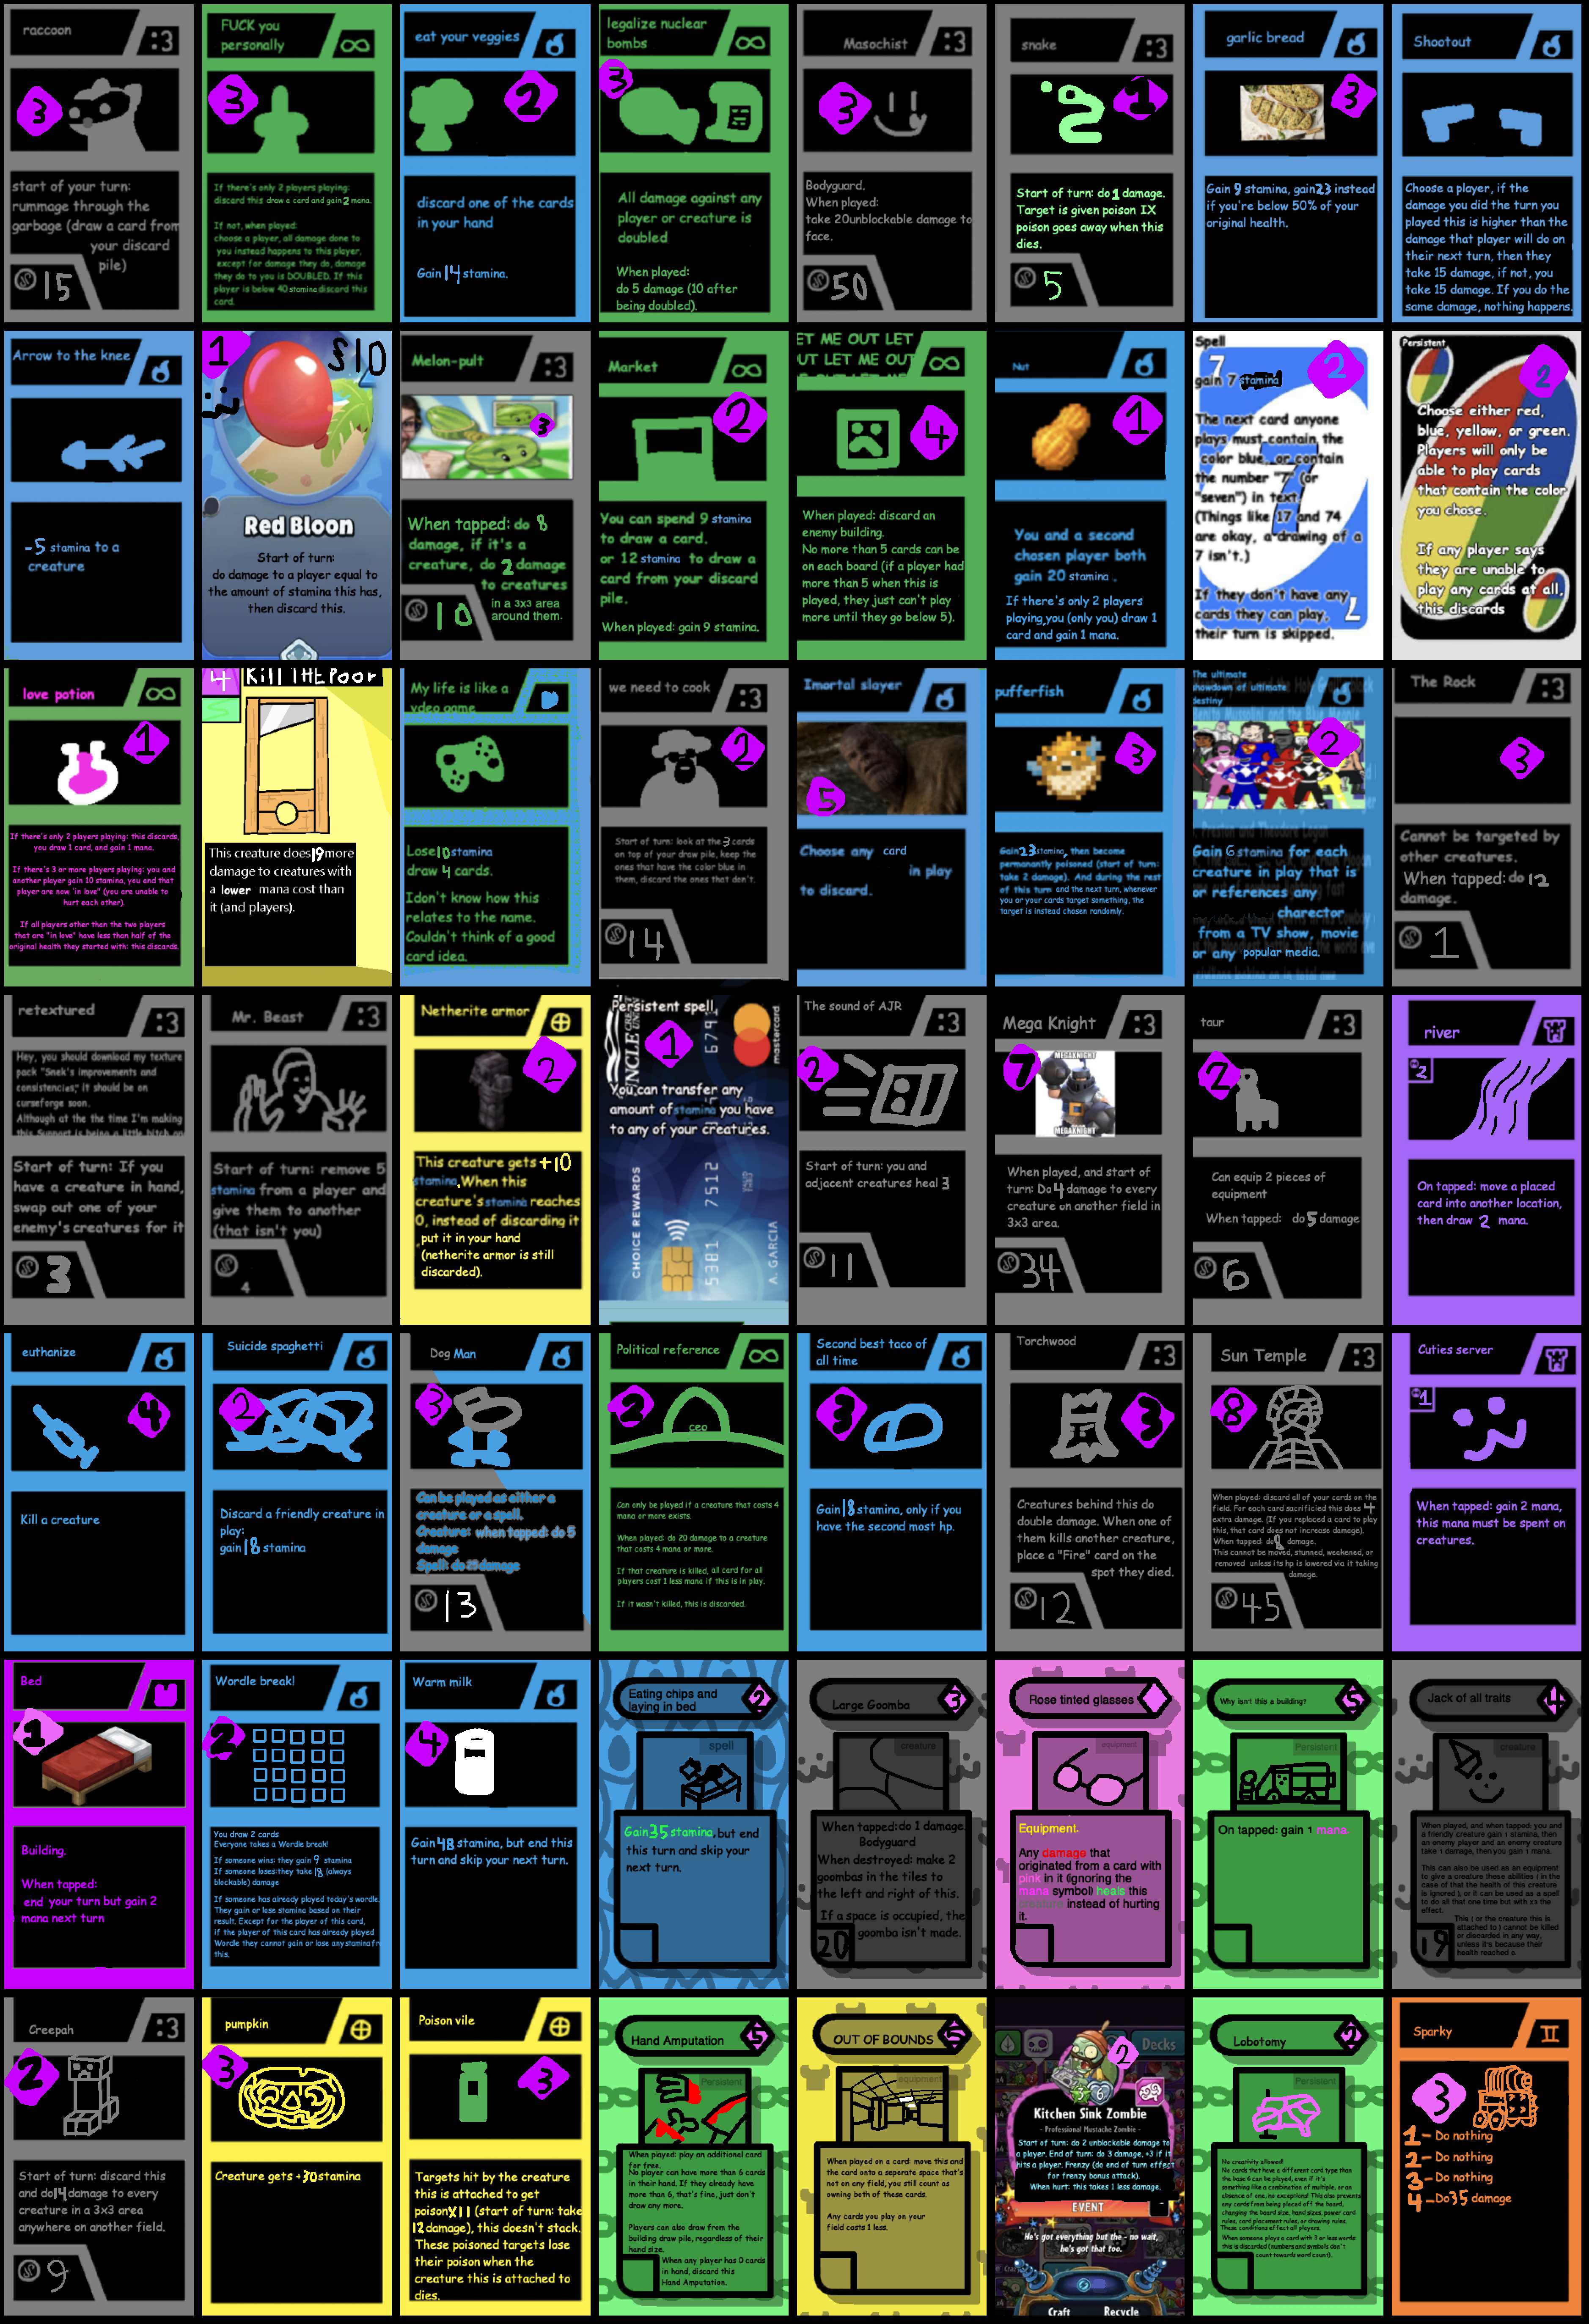 raccoon
:3
3
start of your turn:
rummage through the
garbage (draw a card from
your discard
pile)
15
FUCK you
personally
3
If there's only 2 players playing:
discard this draw a card and gain 2 mana.
If not, when played:
choose a player, all damage done to
you instead happens to this player,
except for damage they do, damage
they do to you is DOUBLED. If this
player is below 40 stamina discard this
card.
eat your veggies
2
discard one of the cards
in your hand
Gain 14 stamina.
legalize nuclear
bombs
3
All damage against any
player or creature is
doubled
When played:
do 5 damage (10 after
being doubled).
Masochist
:3
3
Bodyguard.
When played:
take 20unblockable damage to
face.
50
snake
:3
1
Start of turn: do 1 damage.
Target is given poison IX
poison goes away when this
dies.
5
garlic bread
3
Gain 9 stamina, gain 23 instead
if you're below 50% of your
original health.
Shootout
Choose a player, if the
damage you did the turn you
played this is higher than the
damage that player will do on
their next turn, then they
take 15 damage, if not, you
take 15 damage. If you do the
same damage, nothing happens.
Arrow to the knee
-5 stamina to a
creature
1
§10
Red Bloon
Start of turn:
do damage to a player equal to
the amount of stamina this has,
then discard this.
Melon-pult
:3
3
When tapped: do 8
damage, if it's a
creature, do 2 damage
to creatures
in a 3x3 area
around them.
10
Market
2
You can spend 9 stamina
to draw a card.
or 12 stamina to draw a
card from your discard
pile.
When played: gain 9 stamina.
ET ME OUT LET
UT LET ME OUT
4
When played: discard an
enemy building.
No more than 5 cards can be
on each board (if a player had
more than 5 when this is
played, they just can't play
more until they go below 5).
Nut
1
You and a second
chosen player both
gain 20 stamina .
If there's only 2 players
playing,you (only you) draw 1
card and gain 1 mana.
Spell
7
2
gain 7 stamina
The next card anyone
plays must contain the
color blue, or contain
the number "7" (or
"seven") in text
(Things like 17 and 74
are okay, a drawing of a
7 isn't.)
If they don't have any
cards they can play,
their turn is skipped.
7
Persistent
2
Choose either red,
blue, yellow, or green.
Players will only be
able to play cards
that contain the color
you chose.
If any player says
they are unable to
play any cards at all,
this discards
love potion
1
If there's only 2 players playing: this discards,
you draw 1 card, and gain 1 mana.
If there's 3 or more players playing: you and
another player gain 10 stamina, you and that
player are now "in love" (you are unable to
hurt each other).
If all players other than the two players
that are "in love" have less than half of the
original health they started with: this discards.
4
KiLL THE PooR
5
This creature does 19 more
damage to creatures with
a lower mana cost than
it (and players).
My life is like a
vdeo game
Lose 10 stamina
draw 4 cards.
I don't know how this
relates to the name.
Couldn't think of a good
card idea.
we need to cook
:3
2
Start of turn: look at the 3 cards
on top of your draw pile, keep the
ones that have the color blue in
them, discard the ones that don't.
14
Imortal slayer
5
Choose any card
in play
to discard.
pufferfish
3
Gain 23 stamina, then become
permanently poisoned (start of turn:
take 2 damage). And during the rest
of this turn and the next turn, whenever
you or your cards target something, the
target is instead chosen randomly.
The ultimate
showdown of ultimate
destiny
2
Gain 6 stamina for each
creature in play that is
or references any
charector
from a TV show, movie
or any popular media.
The Rock
:3
3
Cannot be targeted by
other creatures.
When tapped: do 12
damage.
1
retextured
:3
Hey, you should download my texture
pack "Snek's improvements and
consistencies," it should be on
curseforge soon.
Although at the the time I'm making
this Support is being a little bitch on
Start of turn: If you
have a creature in hand,
swap out one of your
enemy's creatures for it
3
Mr. Beast
:3
Start of turn: remove 5
stamina from a player and
give them to another
(that isn't you)
4
Netherite armor
2
This creature gets +10
stamina. When this
creature's stamina reaches
0, instead of discarding it
put it in your hand
(netherite armor is still
discarded).
Persistent spell
1
mastercard
You can transfer any
amount of stamina you have
to any of your creatures.
CHOICE REWARDS
5381 7512
6791
A. GARCIA
The sound of AJR
:3
2
Start of turn: you and
adjacent creatures heal 3
11
Mega Knight
:3
7
MEGAKNIGHT
MEGAKNIGHT
When played, and start of
turn: Do 4 damage to every
creature on another field in
3x3 area.
34
taur
:3
2
Can equip 2 pieces of
equipment
When tapped: do 5 damage
6
river
2
On tapped: move a placed
card into another location,
then draw 2 mana.
euthanize
4
Kill a creature
Suicide spaghetti
2
Discard a friendly creature in
play:
gain 18 stamina
Dog Man
3
Can be played as either a
creature or a spell.
Creature: when tapped: do 5
damage
Spell: do 25 damage
13
Political reference
2
ceo
Can only be played if a creature that costs 4
mana or more exists.
When played: do 20 damage to a creature
that costs 4 mana or more.
If that creature is killed, all card for all
players cost 1 less mana if this is in play.
If it wasn't killed, this is discarded.
Second best taco of
all time
3
Gain 18 stamina, only if you
have the second most hp.
Torchwood
:3
3
Creatures behind this do
double damage. When one of
them kills another creature,
place a "Fire" card on the
spot they died.
12
Sun Temple
:3
8
When played: discard all of your cards on the
field. For each card sacrificied this does 4
extra damage. (If you replaced a card to play
this, that card does not increase damage).
When tapped: do 8 damage.
This cannot be moved, stunned, weakened, or
removed unless its hp is lowered via it taking
damage.
45
Cuties server
1
When tapped: gain 2 mana,
this mana must be spent on
creatures.
Bed
1
Building.
When tapped:
end your turn but gain 2
mana next turn
Wordle break!
2
You draw 2 cards
Everyone takes a Wordle break!
If someone wins: they gain 9 stamina
If someone loses:they take 18 (always
blockable) damage
If someone has already played today's wordle.
They gain or lose stamina based on their
result. Except for the player of this card,
if the player of this card has already played
Wordle they cannot gain or lose any stamina fr
this.
Warm milk
4
Gain 48 stamina, but end this
turn and skip your next turn.
Eating chips and
laying in bed
2
spell
Gain 35 stamina, but end
this turn and skip your
next turn.
Large Goomba
3
creature
When tapped: do 1 damage.
Bodyguard
When destroyed: make 2
goombas in the tiles to
the left and right of this.
If a space is occupied, the
goomba isn't made.
20
Rose tinted glasses
equipment
Equipment.
Any damage that
originated from a card with
pink in it (ignoring the
mana symbol) heals this
creature instead of hurting
it.
Why isnt this a building?
5
Persistent
On tapped: gain 1 mana.
Jack of all traits
4
creature
When played, and when tapped: you and
a friendly creature gain 1 stamina, then
an enemy player and an enemy creature
take 1 damage, then you gain 1 mana.
This can also be used as an equipment
to give a creature these abilities ( in the
case of that the health of this creature
is ignored ), or it can be used as a spell
to do all that one time but with x3 the
effect.
This ( or the creature this is
attached to ) cannot be killed
or discarded in any way,
unless it's because their
health reached 0.
19
Creepah
:3
2
Start of turn: discard this
and do 14 damage to every
creature in a 3x3 area
anywhere on another field.
9
pumpkin
3
Creature gets +30 stamina
Poison vile
3
Targets hit by the creature
this is attached to get
poison XII (start of turn: take
12 damage), this doesn't stack.
These poisoned targets lose
their poison when the
creature this is attached to
dies.
Hand Amputation
5
Persistent
When played: play an additional card
for free.
No player can have more than 6 cards
in their hand. If they already have
more than 6, that's fine, just don't
draw any more.
Players can also draw from the
building draw pile, regardless of their
hand size.
When any player has 0 cards
in hand, discard this
Hand Amputation.
OUT OF BOUNDS
5
equipment
When played on a card: move this and
the card onto a seperate space that's
not on any field, you still count as
owning both of these cards.
Any cards you play on your
field costs 1 less.
2
Decks
3
6
Kitchen Sink Zombie
- Professional Mustache Zombie -
Start of turn: do 2 unblockable damage to
a player. End of turn: do 3 damage, +3 if it
hits a player. Frenzy (do end of turn effect
for frenzy bonus attack).
When hurt: this takes 1 less damage.
EVENT
He's got everything but the - no wait,
he's got that too.
Craft
Recycle
Lobotomy
Persistent
No creativity allowed!
No cards that have a different card type than
the base 6 can be played, even if it's
something like a combination of multiple, or an
absence of one, no exceptions! This also prevents
any cards from being placed off the board,
changing the board size, hand sizes, power card
rules, card placement rules, or drawing rules.
These conditions effect all players.
When someone plays a card with 3 or less words
this is discarded (numbers and symbols don't
count towards word count).
Sparky
II
3
1 - Do nothing
2 - Do nothing
3 - Do nothing
4 - Do 35 damage